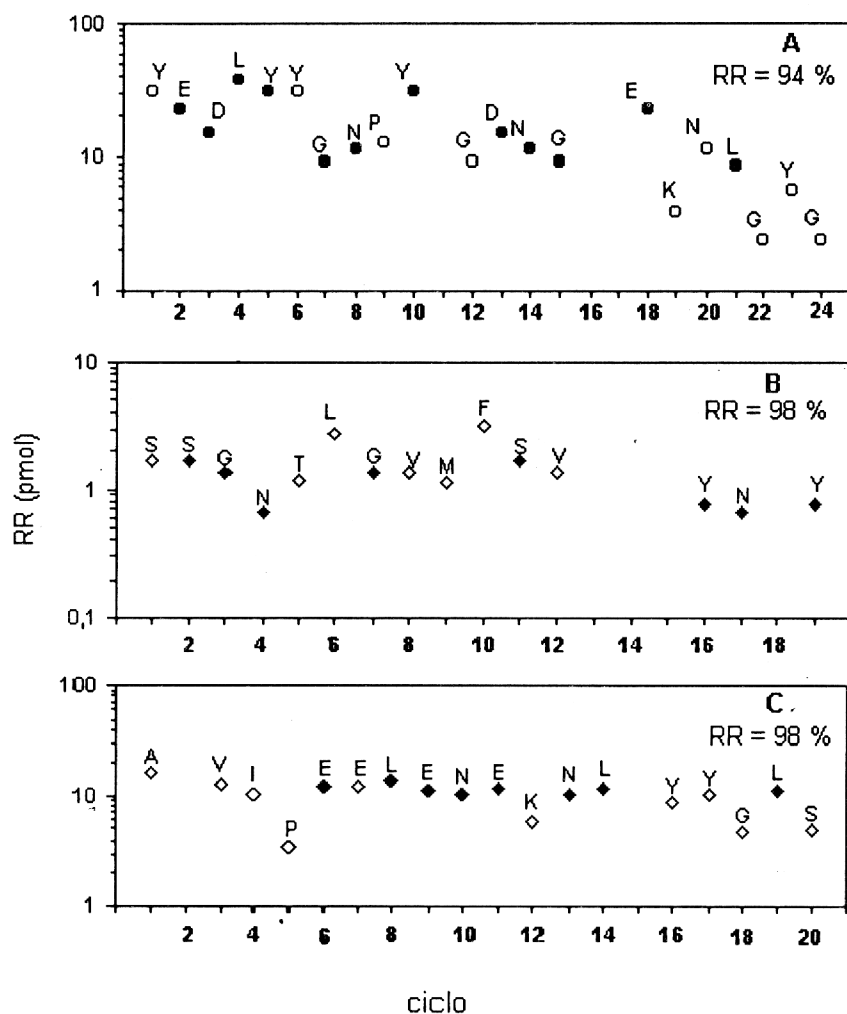 100
A
RR = 94 %
Y E D L Y Y G N P Y G D N G E K N L G Y G
10
1
2 4 6 8 10 12 14 16 18 20 22 24
10
B
RR = 98 %
S S G N T L G V M F S V Y N Y
1
0,1
2 4 6 8 10 12 14 16 18
RR (pmol)
100
C
RR = 98 %
A V I P E E L E N E K N L Y Y G L S
10
1
2 4 6 8 10 12 14 16 18 20
ciclo